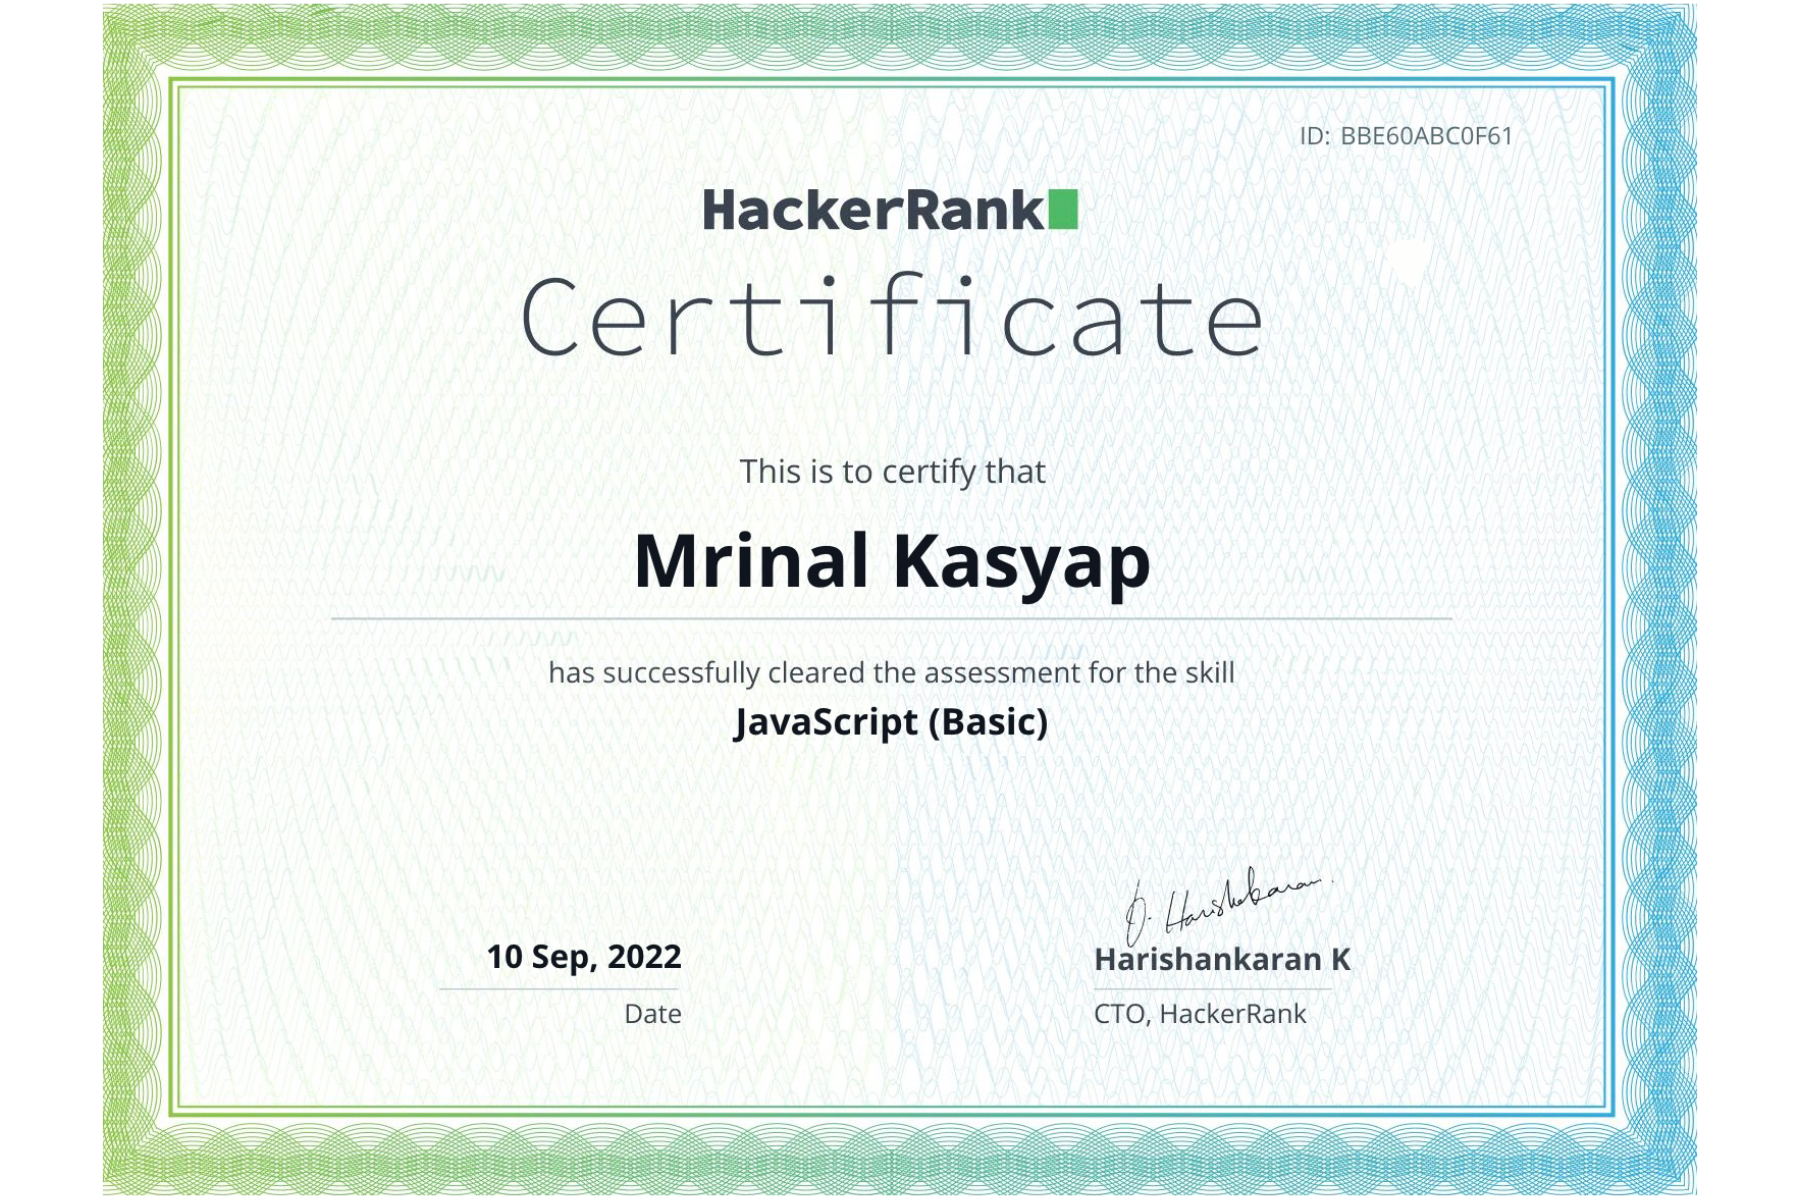 ID: BBE60ABC0F61
HackerRank
Certificate
This is to certify that
Mrinal Kasyap
has successfully cleared the assessment for the skill
JavaScript (Basic)
D. Harishankaran
10 Sep, 2022
Harishankaran K
Date
CTO, HackerRank